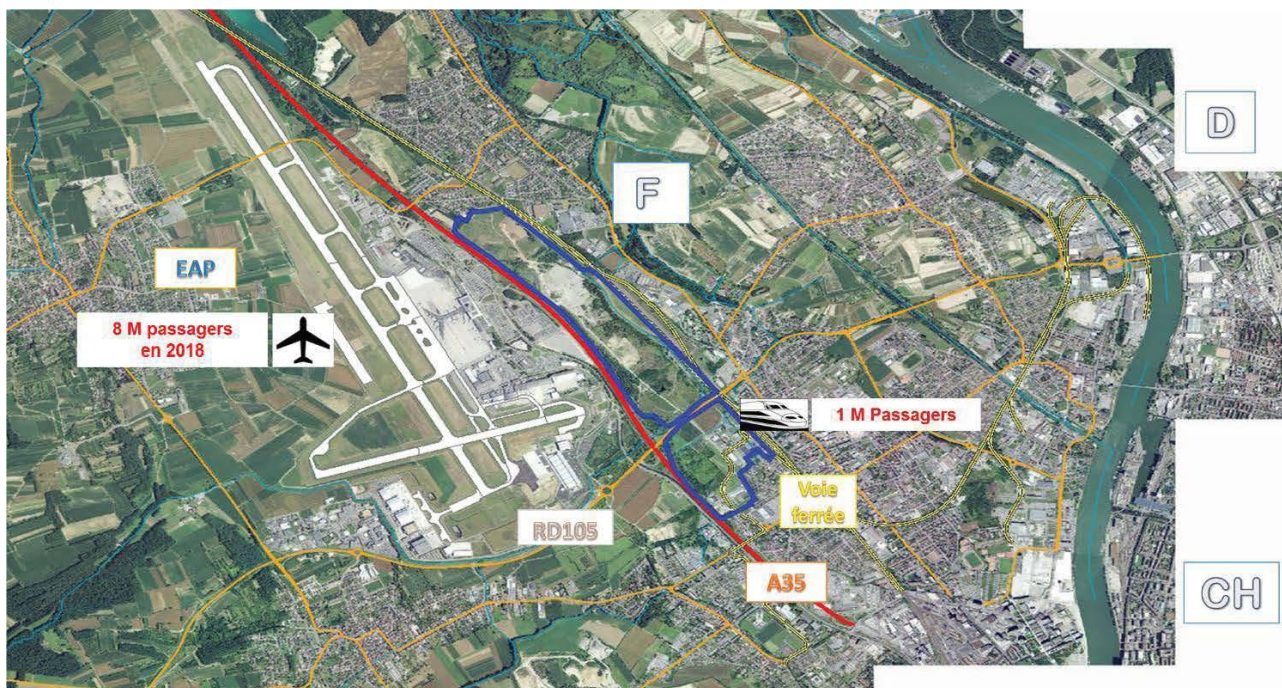 D
F
EAP
8 M passagers
en 2018
1 M Passagers
Voie
ferrée
RD105
A35
CH